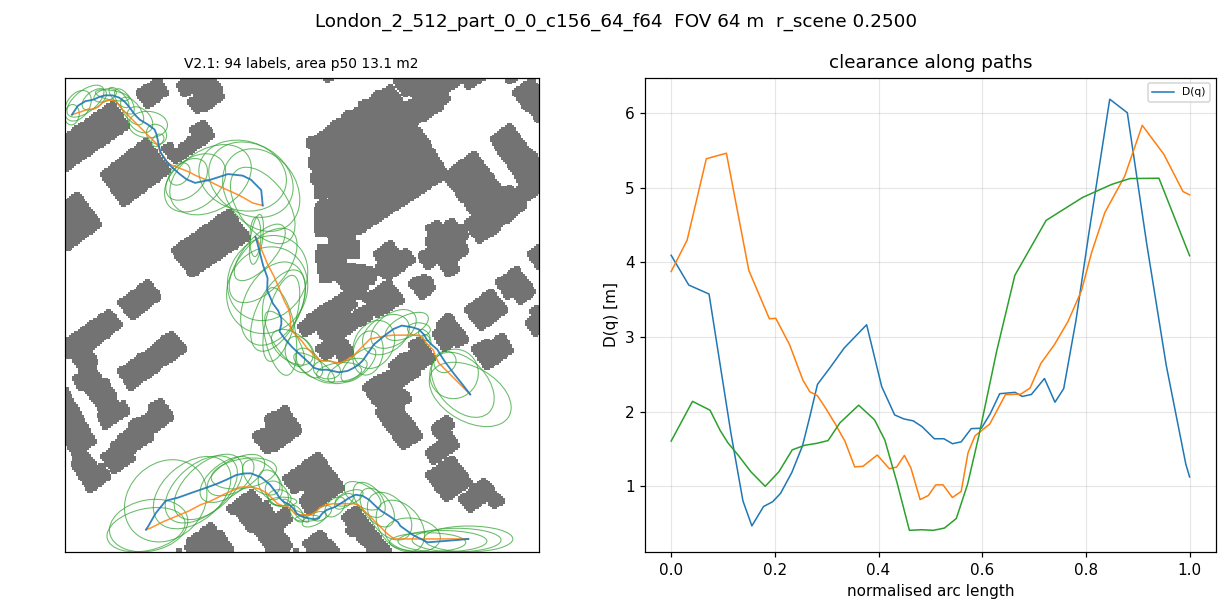 London_2_512_part_0_0_c156_64_f64  FOV 64 m  r_scene 0.2500
V2.1: 94 labels, area p50 13.1 m2
clearance along paths
D(q)
6
5
4
3
2
1
D(q) [m]
0.0 0.2 0.4 0.6 0.8 1.0
normalised arc length